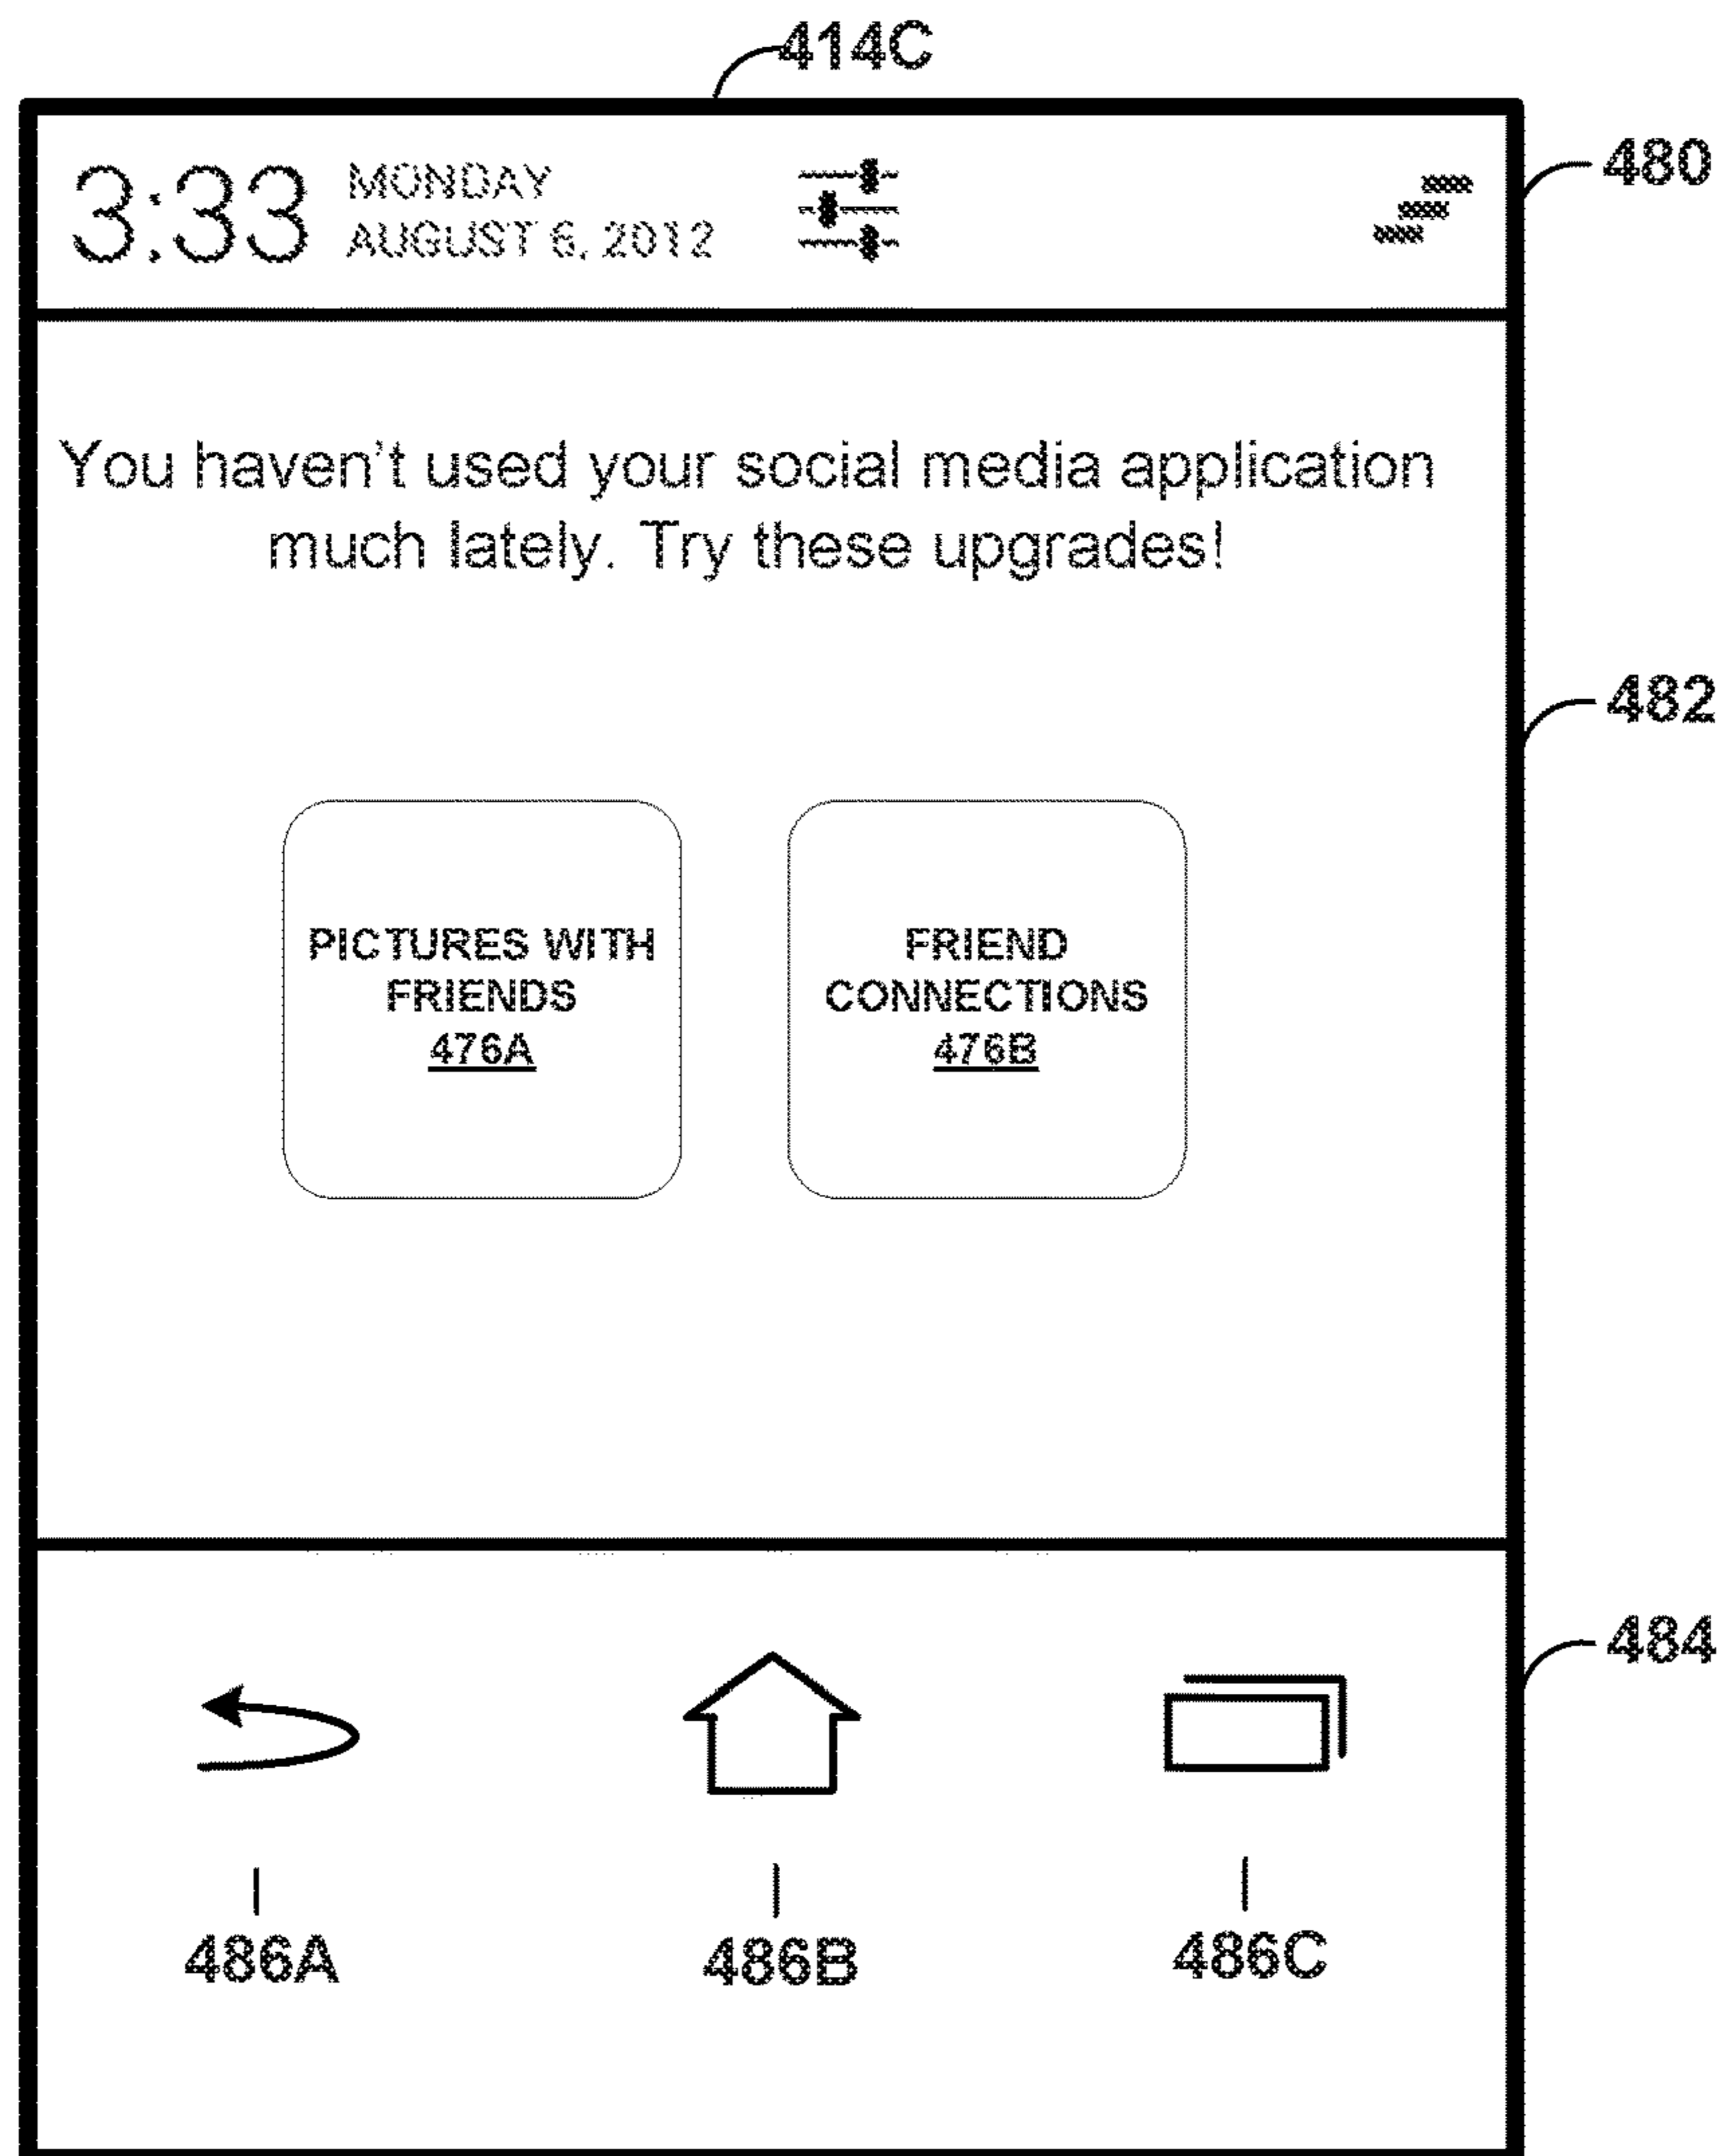 414C
3:33
MONDAY
AUGUST 6, 2012
480
You haven't used your social media application
much lately. Try these upgrades!
482
PICTURES WITH
FRIENDS
476A
FRIEND
CONNECTIONS
476B
484
486A
486B
486C